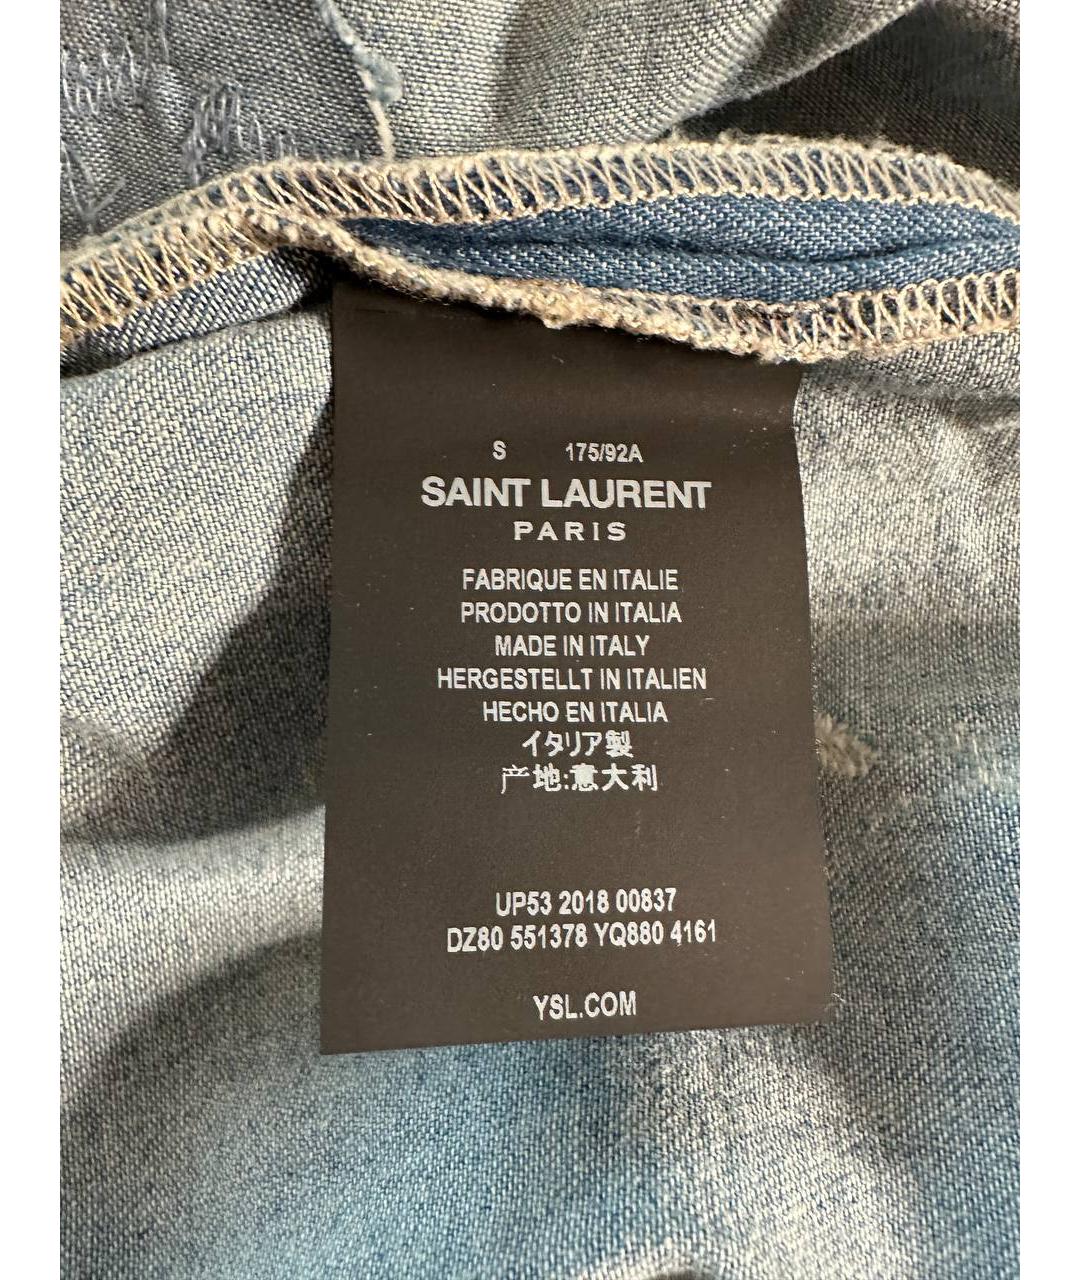 S 175/92A
SAINT LAURENT
PARIS
FABRIQUE EN ITALIE
PRODOTTO IN ITALIA
MADE IN ITALY
HERGESTELLT IN ITALIEN
HECHO EN ITALIA
イタリア製
产地:意大利
UP53 2018 00837
DZ80 551378 YQ880 4161
YSL.COM